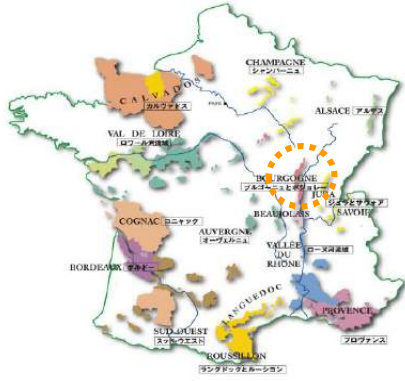 CHAMPAGNE
シャンパーニュ
CALVADOS
カルヴァドス
PARIS
ALSACE アルザス
VAL DE LOIRE
ロワール河流域
BOURGOGNE
ブルゴーニュとボジョレー
JURA
ジュラとサヴォア
SAVOIE
BEAUJOLAIS
COGNAC コニャック
AUVERGNE
オーヴェルニュ
VALLÉE
DU
RHÔNE
ローヌ河流域
BORDEAUX ボルドー
LANGUEDOC
PROVENCE
プロヴァンス
SUD-OUEST
スッド・ウエスト
ROUSSILLON
ラングドックとルーション